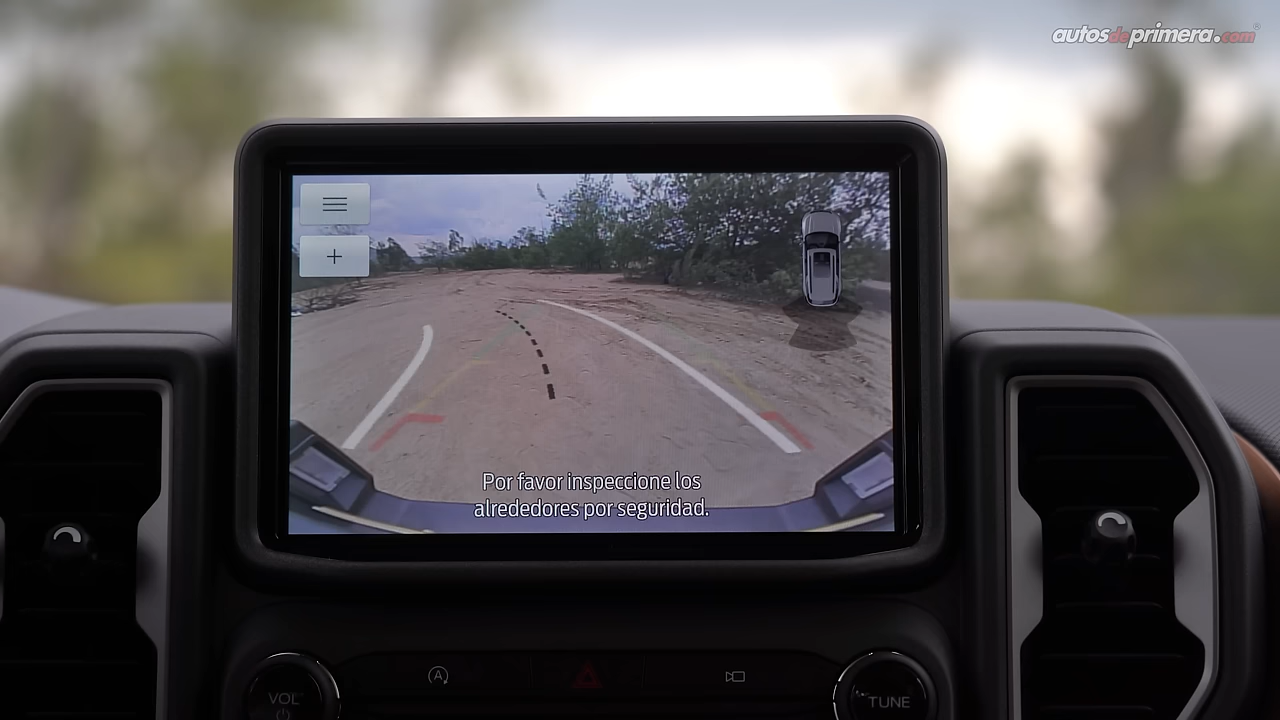 autosdeprimera.com
Por favor inspeccione los
alrededores por seguridad.
A
VOL
TUNE